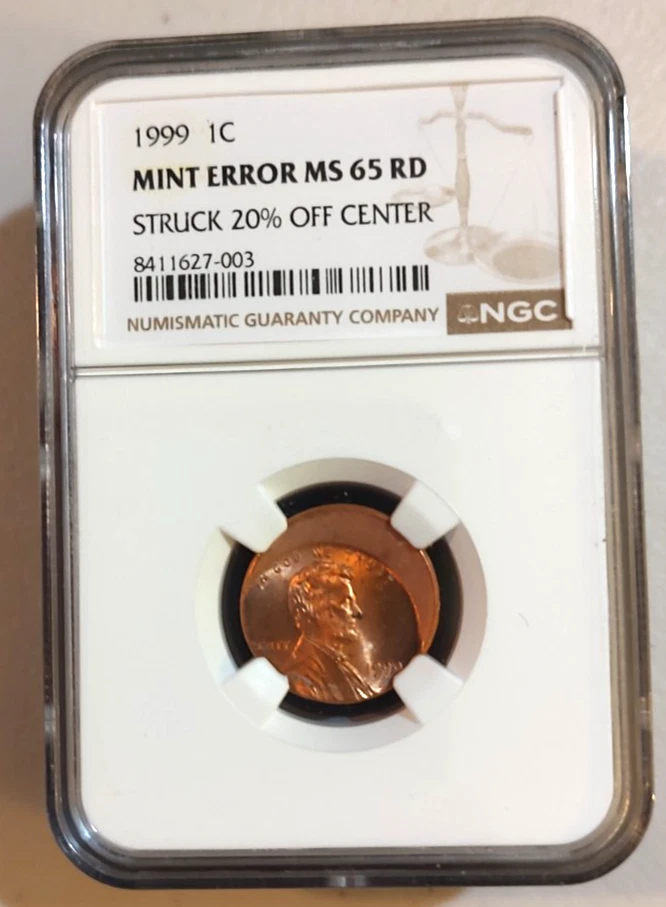 1999 1C
MINT ERROR MS 65 RD
STRUCK 20% OFF CENTER
8411627-003
NUMISMATIC GUARANTY COMPANY NGC